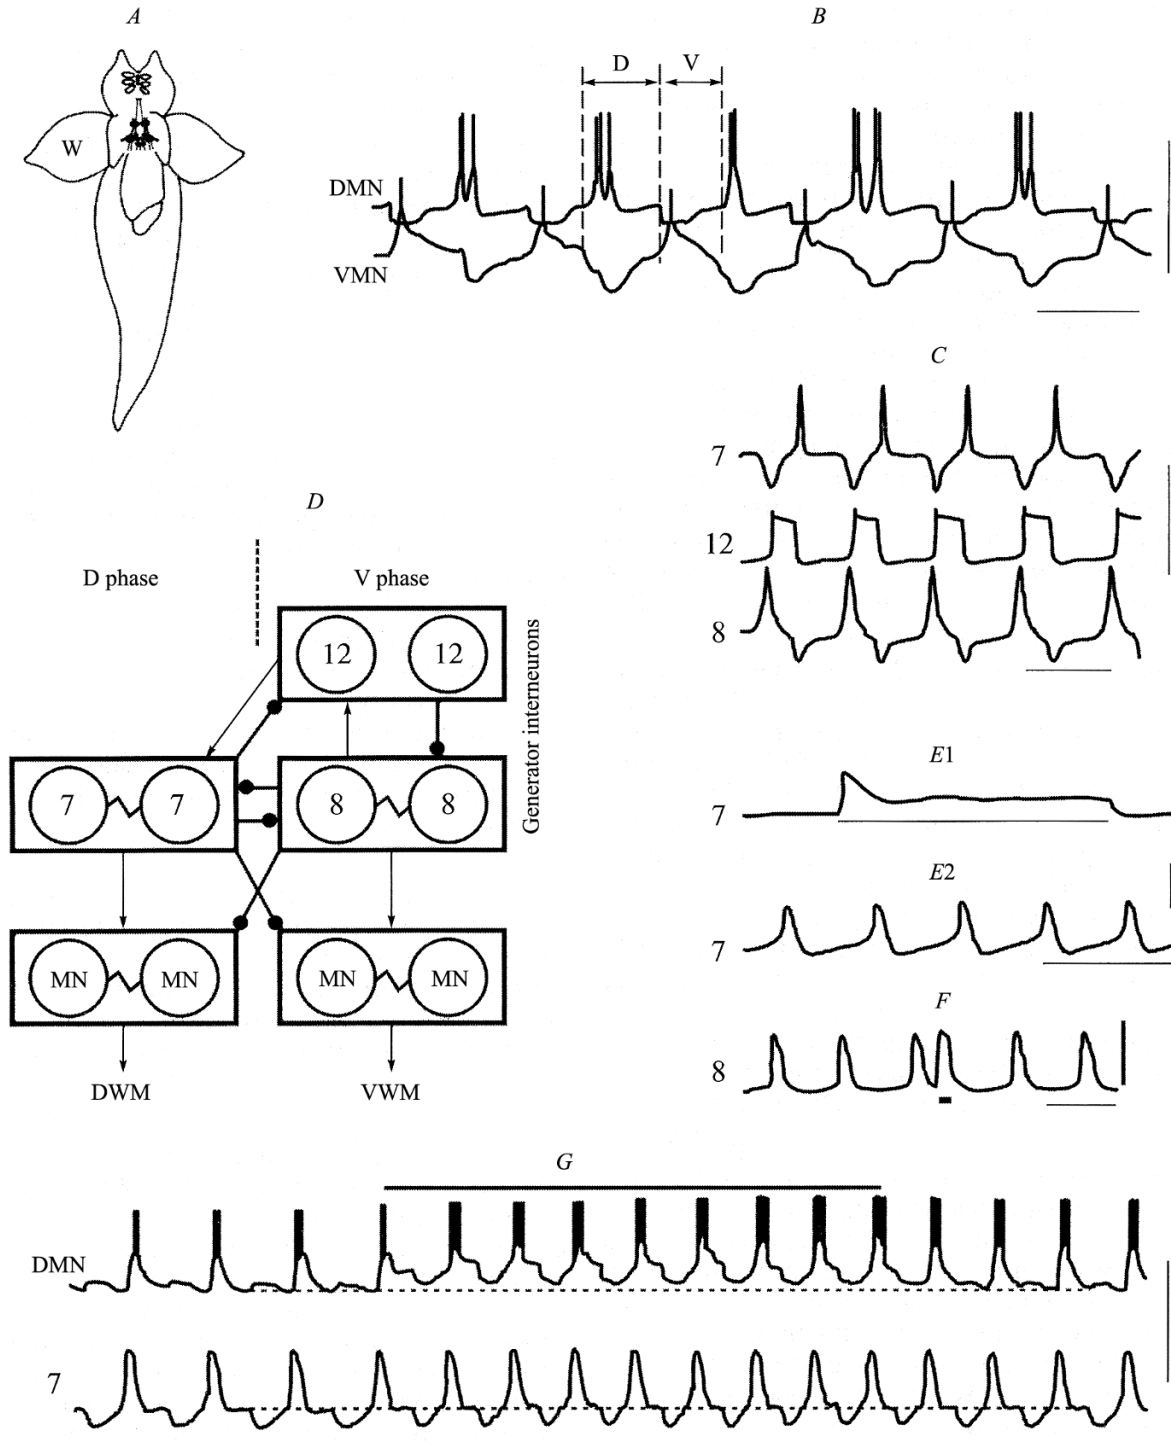 A
B
D V
W
DMN
VMN
C
7
12
8
D
D phase
V phase
12 12
Generator interneurons
7 7 8 8
MN MN MN MN
DWM VWM
E1
7
E2
7
F
8
G
DMN
7